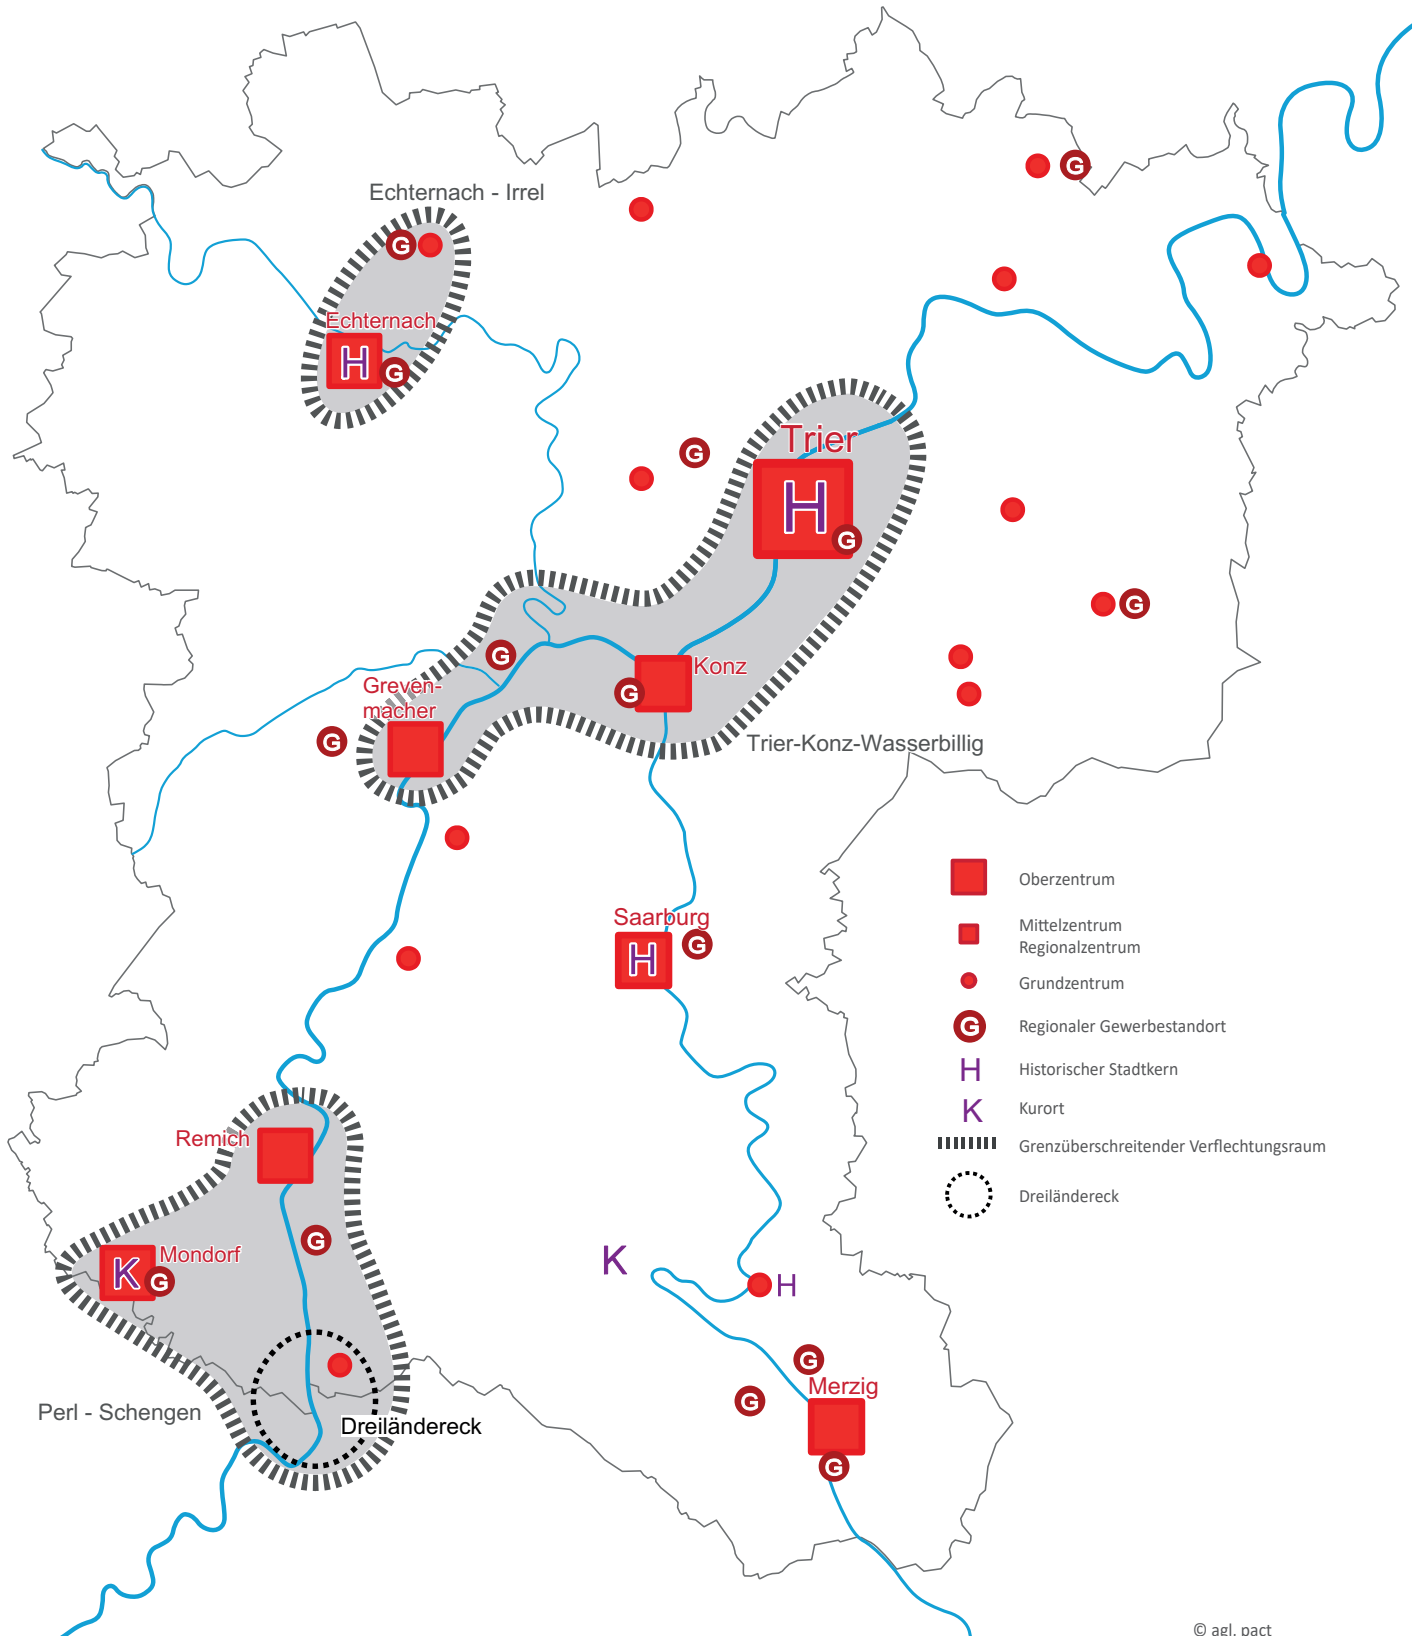 Echternach - Irrel
G
G
Echternach
H
G
Trier
H
G
G
G
G
Konz
G
Greven-
macher
G
Trier-Konz-Wasserbillig
Saarburg
H
G
Remich
G
Mondorf
K
G
K
H
G
Merzig
G
G
Perl - Schengen
Dreiländereck
Oberzentrum
Mittelzentrum
Regionalzentrum
Grundzentrum
G Regionaler Gewerbestandort
H Historischer Stadtkern
K Kurort
Grenzüberschreitender Verflechtungsraum
Dreiländereck
© agl, pact